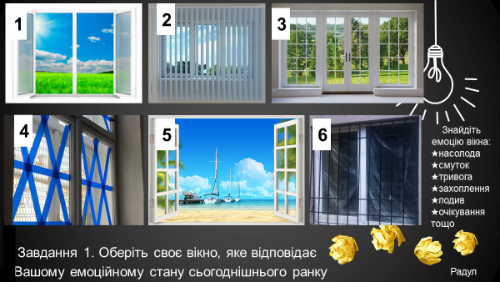 1
2
3
4
5
6
Знайдіть
емоцію вікна:
★насолода
★смуток
★тривога
★захоплення
★подив
★очікування
тощо
Завдання 1. Оберіть своє вікно, яке відповідає
Вашому емоційному стану сьогоднішнього ранку
Радул